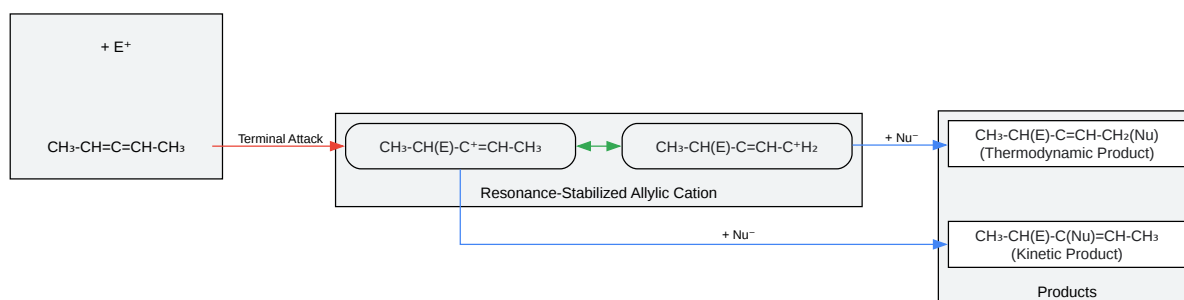 + E⁺
CH₃-CH=C=CH-CH₃
Terminal Attack
CH₃-CH(E)-C⁺=CH-CH₃
CH₃-CH(E)-C=CH-C⁺H₂
Resonance-Stabilized Allylic Cation
+ Nu⁻
CH₃-CH(E)-C=CH-CH₂(Nu)
(Thermodynamic Product)
+ Nu⁻
CH₃-CH(E)-C(Nu)=CH-CH₃
(Kinetic Product)
Products